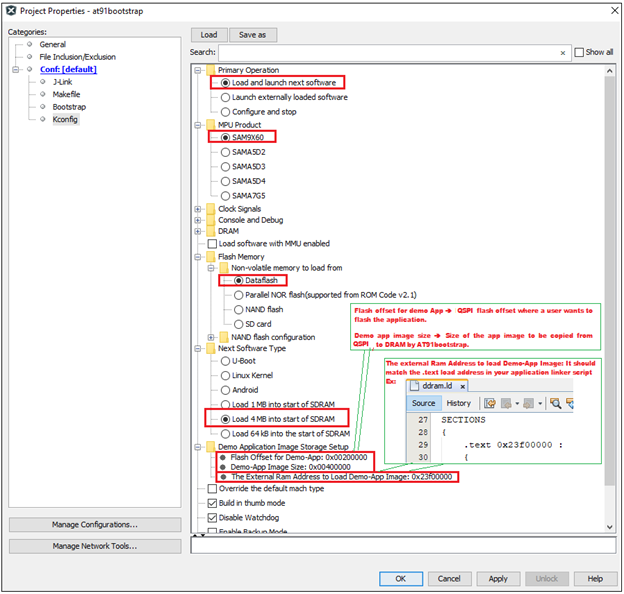 Project Properties - at91bootstrap
Categories:
General
File Inclusion/Exclusion
Conf: [default]
J-Link
Makefile
Bootstrap
Kconfig
Manage Configurations...
Manage Network Tools...
Load
Save as
Search:
Show all
Primary Operation
Load and launch next software
Launch externally loaded software
Configure and stop
MPU Product
SAM9X60
SAMA5D2
SAMA5D3
SAMA5D4
SAMA7G5
Clock Signals
Console and Debug
DRAM
Load software with MMU enabled
Flash Memory
Non-volatile memory to load from
Dataflash
Parallel NOR flash(supported from ROM Code v2.1)
NAND flash
SD card
NAND flash configuration
Next Software Type
U-Boot
Linux Kernel
Android
Load 1 MB into start of SDRAM
Load 4 MB into start of SDRAM
Load 64 kB into the start of SDRAM
Demo Application Image Storage Setup
Flash Offset for Demo-App: 0x00200000
Demo-App Image Size: 0x00400000
The External Ram Address to Load Demo-App Image: 0x23f00000
Override the default mach type
Build in thumb mode
Disable Watchdog
Enable Backup Mode
Flash offset for demo App → QSPI flash offset where a user wants to
flash the application.
Demo app image size → Size of the app image to be copied from
QSPI to DRAM by AT91bootstrap.
The external Ram Address to load Demo-App Image: It should
match the .text load address in your application linker script
Ex:
ddram.ld
Source History
27 SECTIONS
28 {
29 .text 0x23f00000 :
30 {
OK
Cancel
Apply
Unlock
Help